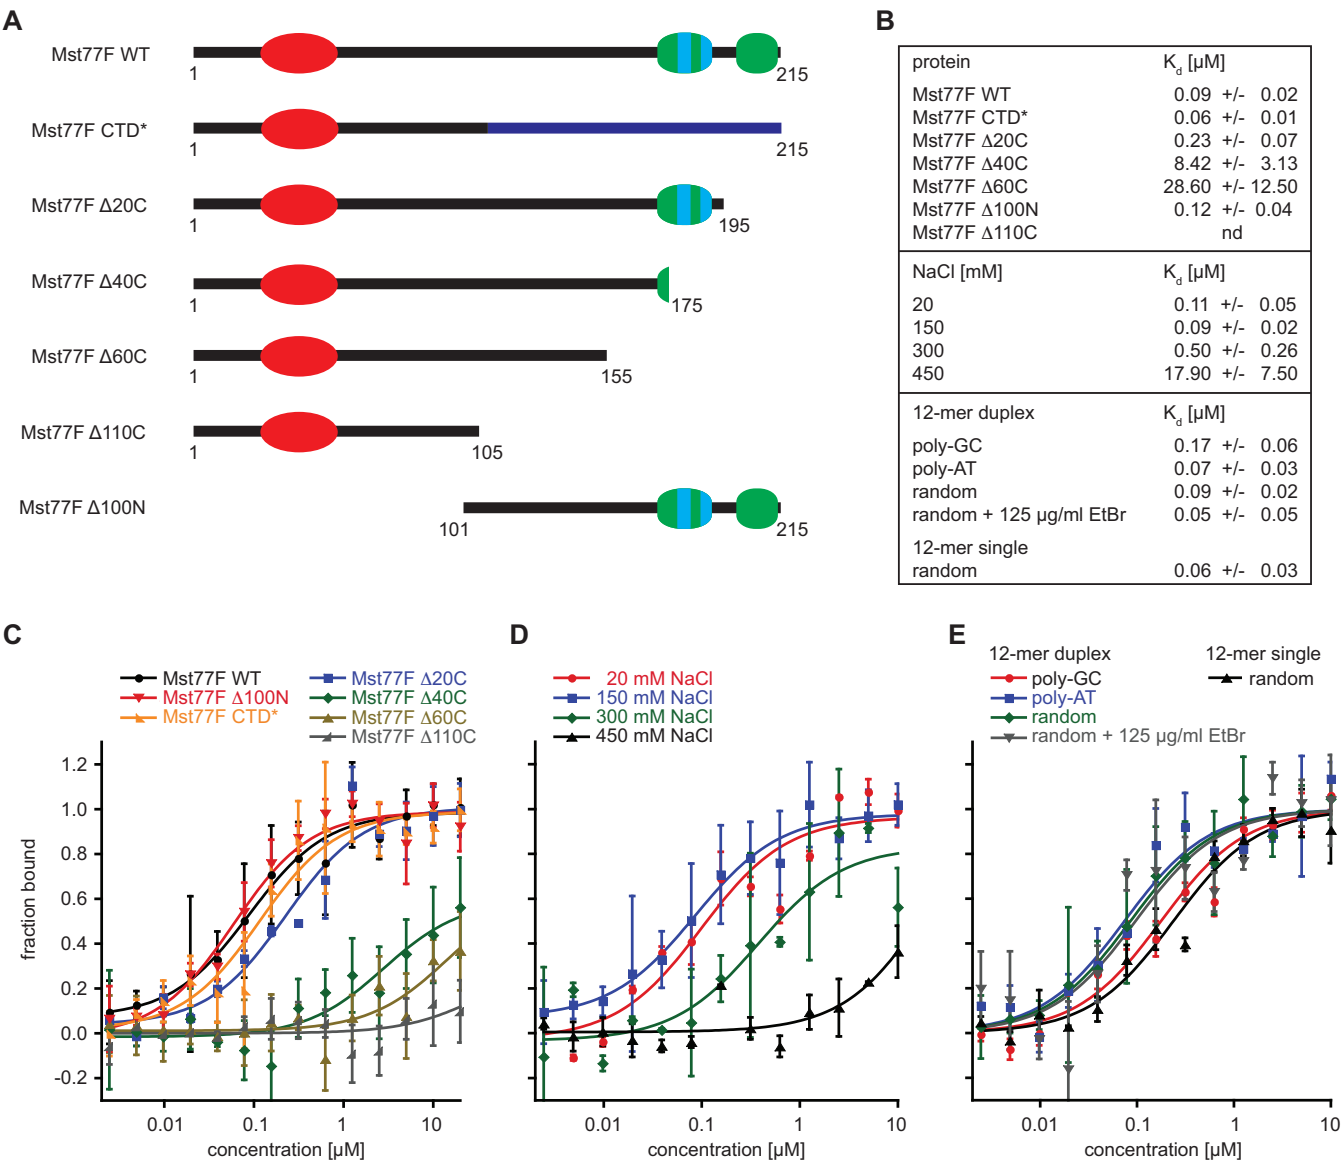 A
Mst77F WT
1
215
Mst77F CTD*
1
215
Mst77F Δ20C
1
195
Mst77F Δ40C
1
175
Mst77F Δ60C
1
155
Mst77F Δ110C
1
105
Mst77F Δ100N
101
215
B
protein Kd [µM]
Mst77F WT 0.09 +/- 0.02
Mst77F CTD* 0.06 +/- 0.01
Mst77F Δ20C 0.23 +/- 0.07
Mst77F Δ40C 8.42 +/- 3.13
Mst77F Δ60C 28.60 +/- 12.50
Mst77F Δ100N 0.12 +/- 0.04
Mst77F Δ110C nd
NaCl [mM] Kd [µM]
20 0.11 +/- 0.05
150 0.09 +/- 0.02
300 0.50 +/- 0.26
450 17.90 +/- 7.50
12-mer duplex Kd [µM]
poly-GC 0.17 +/- 0.06
poly-AT 0.07 +/- 0.03
random 0.09 +/- 0.02
random + 125 µg/ml EtBr 0.05 +/- 0.05
12-mer single
random 0.06 +/- 0.03
C
Mst77F WT
Mst77F Δ100N
Mst77F CTD*
Mst77F Δ20C
Mst77F Δ40C
Mst77F Δ60C
Mst77F Δ110C
fraction bound
1.2
1.0
0.8
0.6
0.4
0.2
0.0
-0.2
0.01 0.1 1 10
concentration [µM]
D
20 mM NaCl
150 mM NaCl
300 mM NaCl
450 mM NaCl
0.01 0.1 1 10
concentration [µM]
E
12-mer duplex
poly-GC
poly-AT
random
random + 125 µg/ml EtBr
12-mer single
random
0.01 0.1 1 10
concentration [µM]